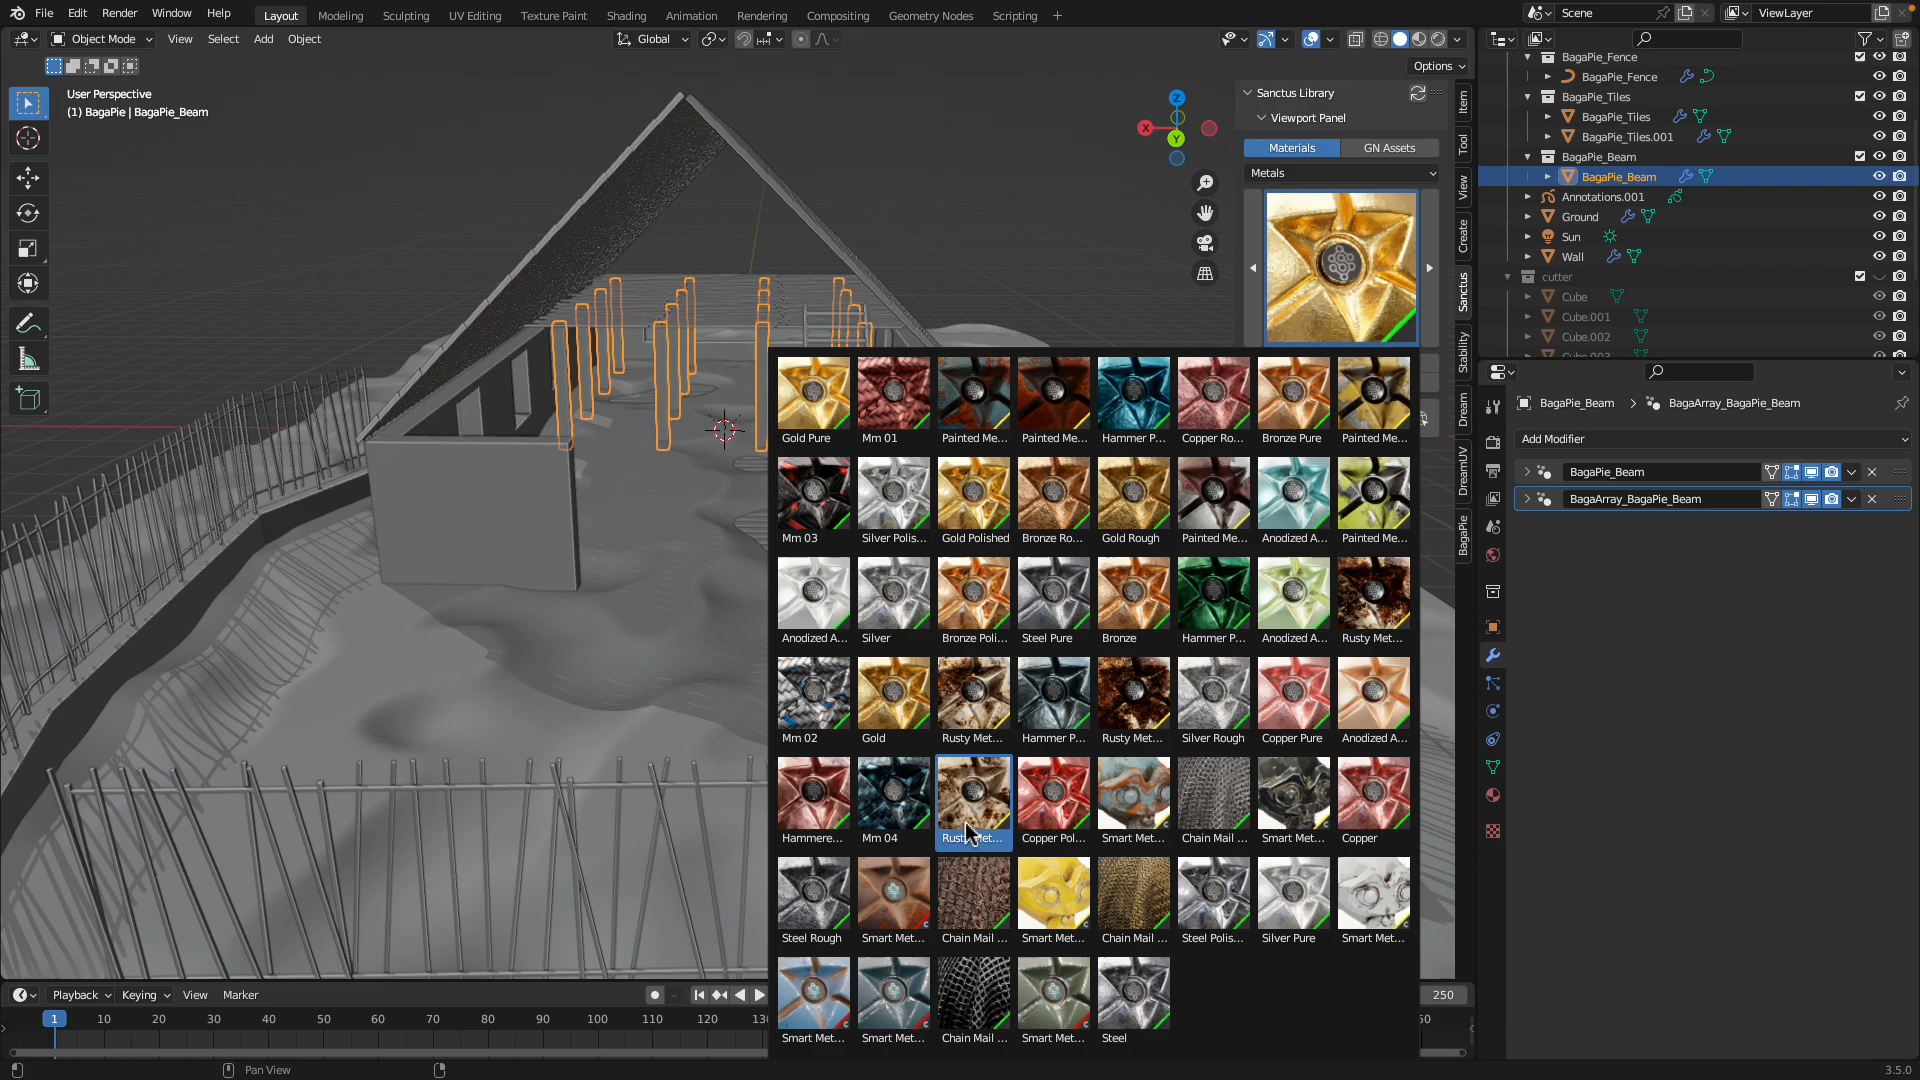 File Edit Render Window Help Layout Modeling Sculpting UV Editing Texture Paint Shading Animation Rendering Compositing Geometry Nodes Scripting + Scene ViewLayer
Object Mode View Select Add Object Global
Options
User Perspective
(1) BagaPie | BagaPie_Beam
Z
X
Y
Sanctus Library
Viewport Panel
Materials GN Assets
Metals
Item
Tool
View
Create
Sanctus
Stability
Dream
DreamUV
BagaPie
Gold Pure Mm 01 Painted Me... Painted Me... Hammer P... Copper Ro... Bronze Pure Painted Me...
Mm 03 Silver Polis... Gold Polished Bronze Ro... Gold Rough Painted Me... Anodized A... Painted Me...
Anodized A... Silver Bronze Poli... Steel Pure Bronze Hammer P... Anodized A... Rusty Met...
Mm 02 Gold Rusty Met... Hammer P... Rusty Met... Silver Rough Copper Pure Anodized A...
Hammere... Mm 04 Rusty Met... Copper Pol... Smart Met... Chain Mail ... Smart Met... Copper
Steel Rough Smart Met... Chain Mail ... Smart Met... Chain Mail ... Steel Polis... Silver Pure Smart Met...
Smart Met... Smart Met... Chain Mail ... Smart Met... Steel
BagaPie_Fence
BagaPie_Fence
BagaPie_Tiles
BagaPie_Tiles
BagaPie_Tiles.001
BagaPie_Beam
BagaPie_Beam
Annotations.001
Ground
Sun
Wall
cutter
Cube
Cube.001
Cube.002
BagaPie_Beam > BagaArray_BagaPie_Beam
Add Modifier
BagaPie_Beam
BagaArray_BagaPie_Beam
Playback Keying View Marker 250
1 10 20 30 40 50 60 70 80 90 100 110 120
Pan View 3.5.0